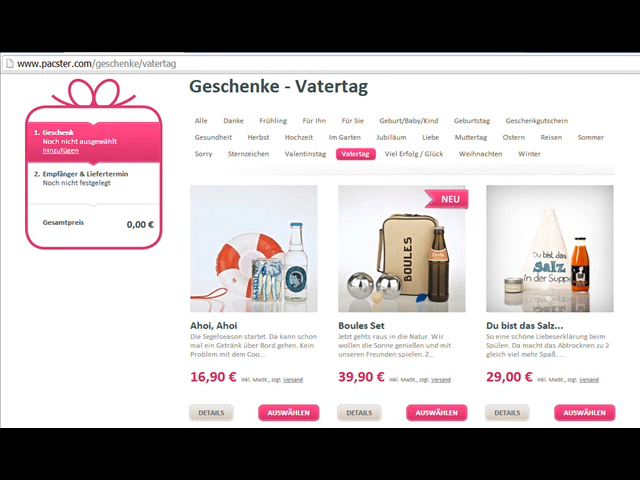 www.pacster.com/geschenke/vatertag
Geschenke - Vatertag
Alle Danke Frühling Für Ihn Für Sie Geburt/Baby/Kind Geburtstag Geschenkgutschein
Gesundheit Herbst Hochzeit Im Garten Jubiläum Liebe Muttertag Ostern Reisen Sommer
Sorry Sternzeichen Valentinstag Vatertag Viel Erfolg / Glück Weihnachten Winter
1. Geschenk
Noch nicht ausgewählt
hinzufügen
2. Empfänger & Liefertermin
Noch nicht festgelegt
Gesamtpreis 0,00 €
NEU
BOULES
Du bist das
Salz
in der Suppe
Ahoi, Ahoi
Die Segelseason startet. Da kann schon
mal ein Getränk über Bord gehen. Kein
Problem mit dem Coo...
16,90 € inkl. MwSt., zzgl. Versand
DETAILS AUSWÄHLEN
Boules Set
Jetzt gehts raus in die Natur. Wir
wollen die Sonne genießen und mit
unseren Freunden spielen. Z...
39,90 € inkl. MwSt., zzgl. Versand
DETAILS AUSWÄHLEN
Du bist das Salz...
So eine schöne Liebeserklärung beim
Spülen. Da macht das Abtrocknen zu 2
gleich viel mehr Spaß. ...
29,00 € inkl. MwSt., zzgl. Versand
DETAILS AUSWÄHLEN